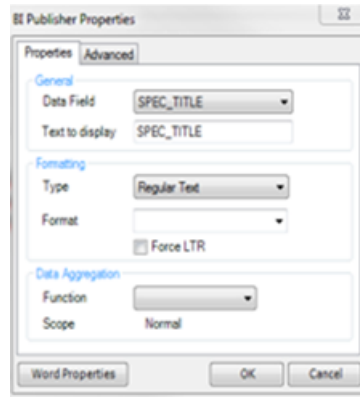 BI Publisher Properties
Properties Advanced
General
Data Field SPEC_TITLE
Text to display SPEC_TITLE
Formatting
Type Regular Text
Format
Force LTR
Data Aggregation
Function
Scope Normal
Word Properties OK Cancel